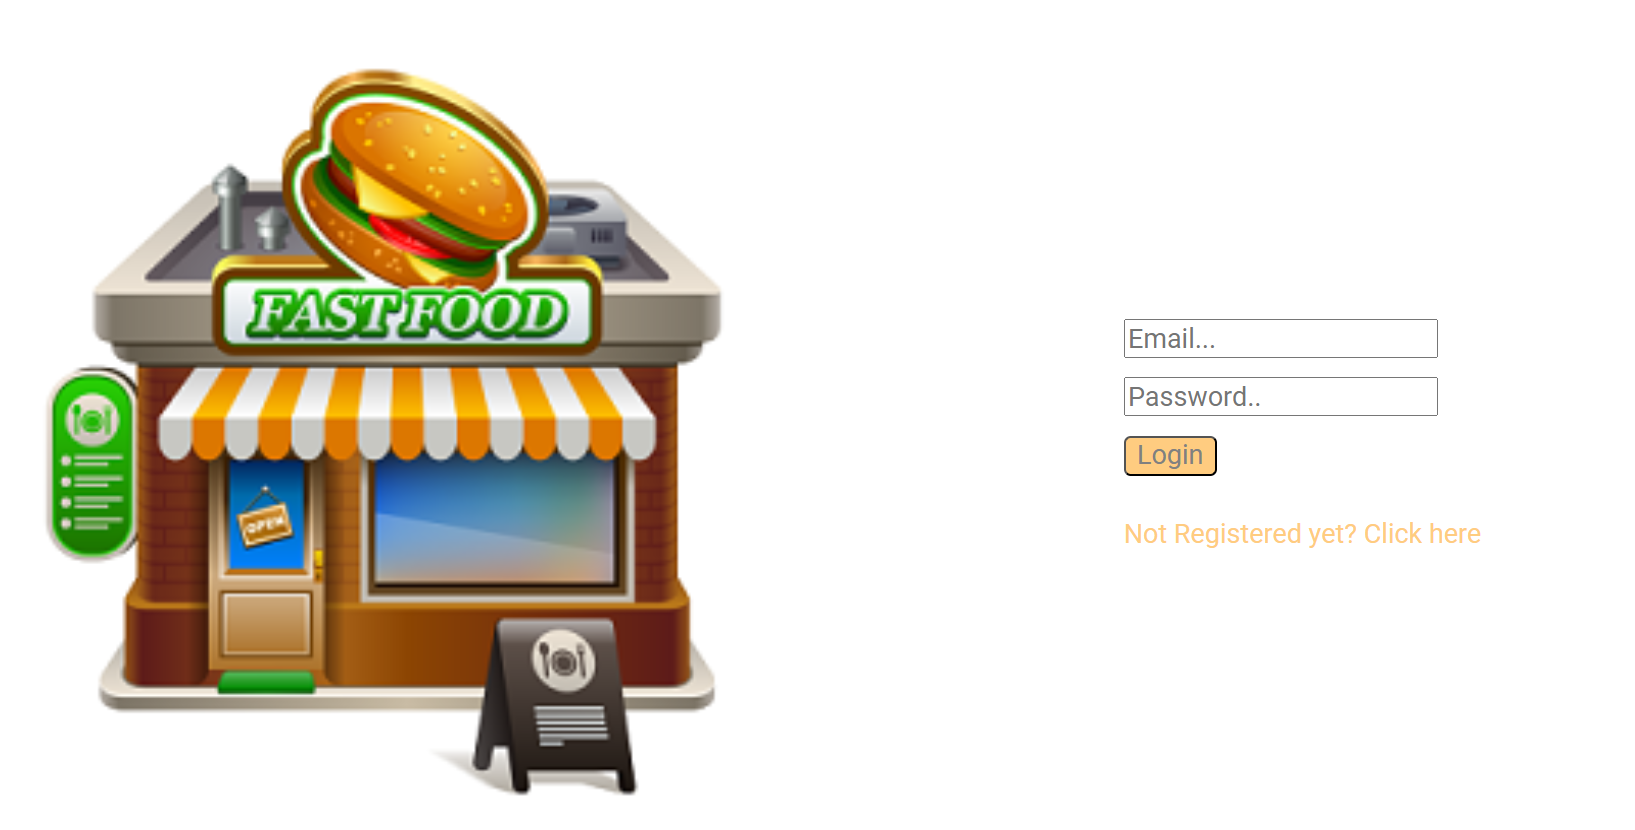 FAST FOOD
OPEN
Email...
Password..
Login
Not Registered yet? Click here